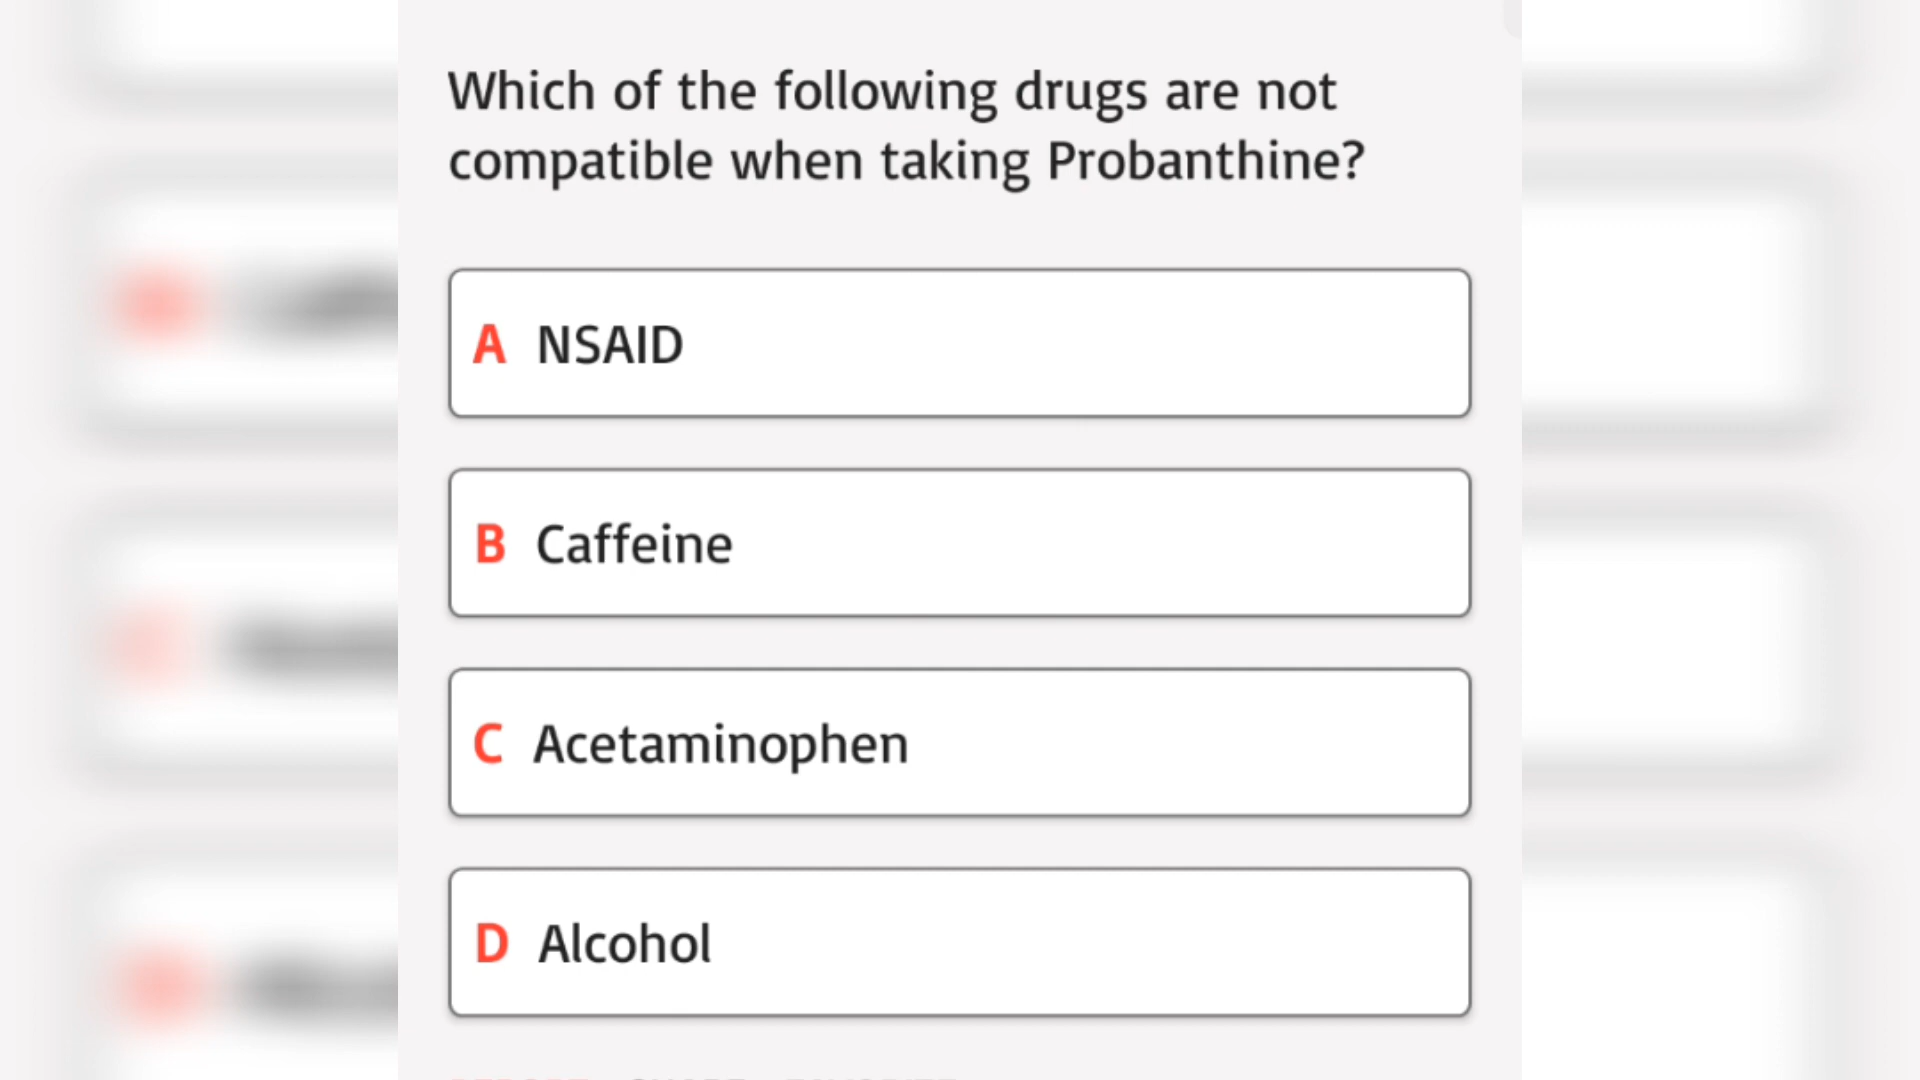 Which of the following drugs are not
compatible when taking Probanthine?
A NSAID
B Caffeine
C Acetaminophen
D Alcohol